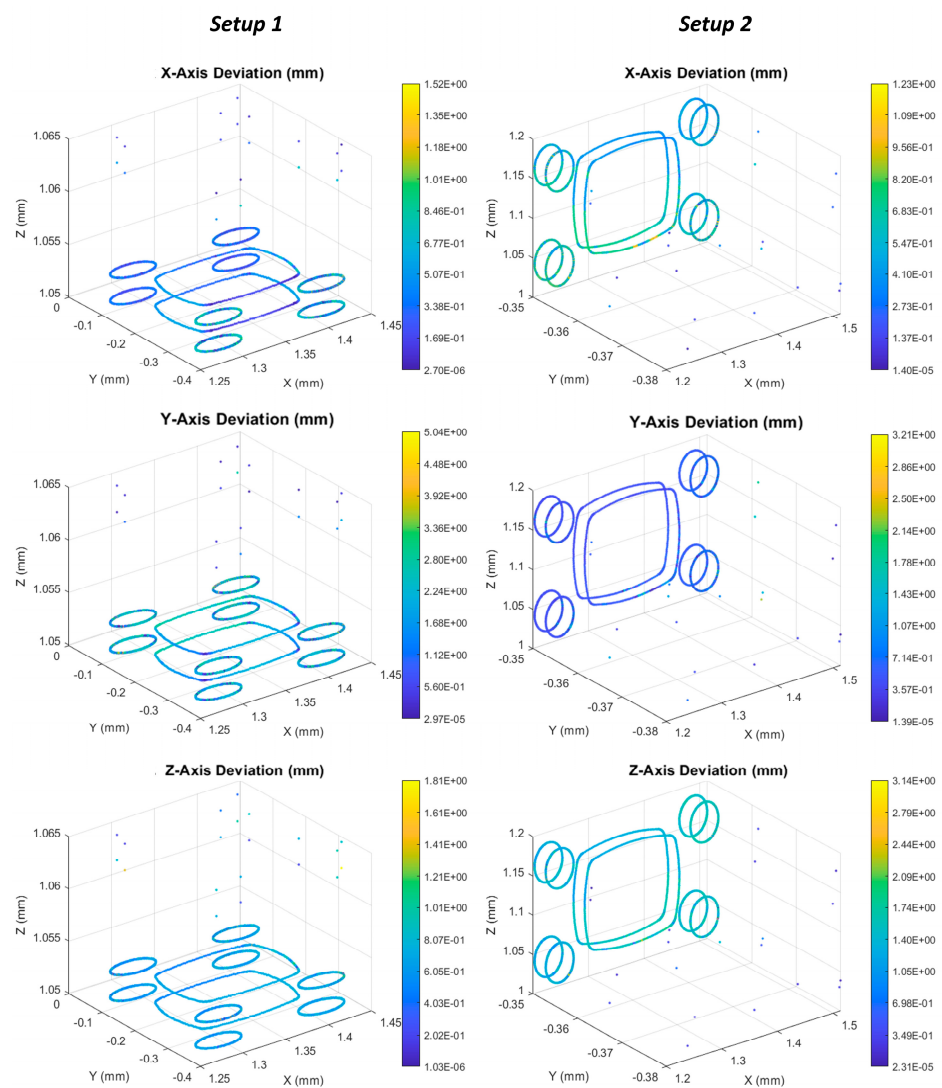 Setup 1
Setup 2
X-Axis Deviation (mm)
1.065
1.06
1.055
1.05
Z (mm)
0
-0.1
-0.2
-0.3
-0.4
Y (mm)
1.25
1.3
1.35
1.4
1.45
X (mm)
1.52E+00
1.35E+00
1.18E+00
1.01E+00
8.46E-01
6.77E-01
5.07E-01
3.38E-01
1.69E-01
2.70E-06
X-Axis Deviation (mm)
1.2
1.15
1.1
1.05
1
Z (mm)
-0.35
-0.36
-0.37
-0.38
Y (mm)
1.2
1.3
1.4
1.5
X (mm)
1.23E+00
1.09E+00
9.56E-01
8.20E-01
6.83E-01
5.47E-01
4.10E-01
2.73E-01
1.37E-01
1.40E-05
Y-Axis Deviation (mm)
1.065
1.06
1.055
1.05
Z (mm)
0
-0.1
-0.2
-0.3
-0.4
Y (mm)
1.25
1.3
1.35
1.4
1.45
X (mm)
5.04E+00
4.48E+00
3.92E+00
3.36E+00
2.80E+00
2.24E+00
1.68E+00
1.12E+00
5.60E-01
2.97E-05
Y-Axis Deviation (mm)
1.2
1.15
1.1
1.05
1
Z (mm)
-0.35
-0.36
-0.37
-0.38
Y (mm)
1.2
1.3
1.4
1.5
X (mm)
3.21E+00
2.86E+00
2.50E+00
2.14E+00
1.78E+00
1.43E+00
1.07E+00
7.14E-01
3.57E-01
1.39E-05
Z-Axis Deviation (mm)
1.065
1.06
1.055
1.05
Z (mm)
0
-0.1
-0.2
-0.3
-0.4
Y (mm)
1.25
1.3
1.35
1.4
1.45
X (mm)
1.81E+00
1.61E+00
1.41E+00
1.21E+00
1.01E+00
8.07E-01
6.05E-01
4.03E-01
2.02E-01
1.03E-06
Z-Axis Deviation (mm)
1.2
1.15
1.1
1.05
1
Z (mm)
-0.35
-0.36
-0.37
-0.38
Y (mm)
1.2
1.3
1.4
1.5
X (mm)
3.14E+00
2.79E+00
2.44E+00
2.09E+00
1.74E+00
1.40E+00
1.05E+00
6.98E-01
3.49E-01
2.31E-05